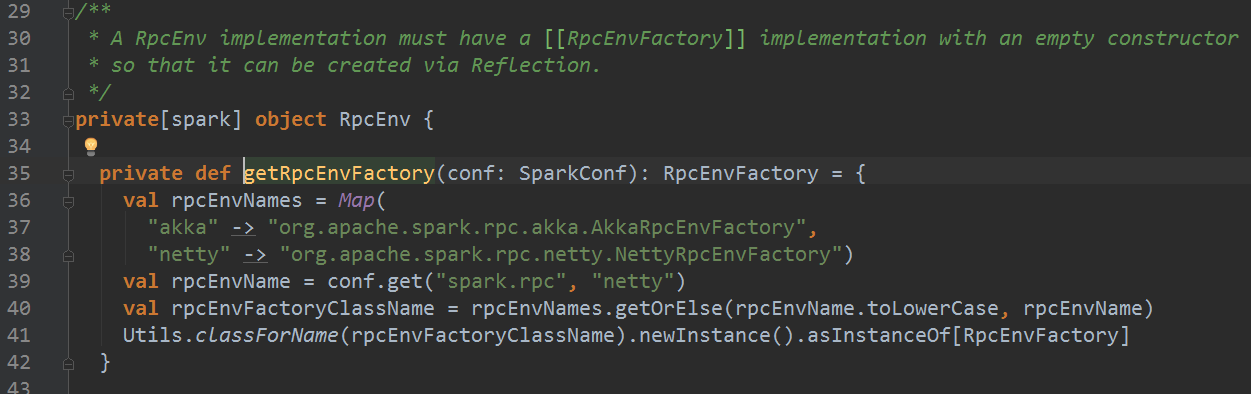 29 /**
30  * A RpcEnv implementation must have a [[RpcEnvFactory]] implementation with an empty constructor
31  * so that it can be created via Reflection.
32  */
33 private[spark] object RpcEnv {
34
35   private def getRpcEnvFactory(conf: SparkConf): RpcEnvFactory = {
36     val rpcEnvNames = Map(
37       "akka" -> "org.apache.spark.rpc.akka.AkkaRpcEnvFactory",
38       "netty" -> "org.apache.spark.rpc.netty.NettyRpcEnvFactory")
39     val rpcEnvName = conf.get("spark.rpc", "netty")
40     val rpcEnvFactoryClassName = rpcEnvNames.getOrElse(rpcEnvName.toLowerCase, rpcEnvName)
41     Utils.classForName(rpcEnvFactoryClassName).newInstance().asInstanceOf[RpcEnvFactory]
42   }
43